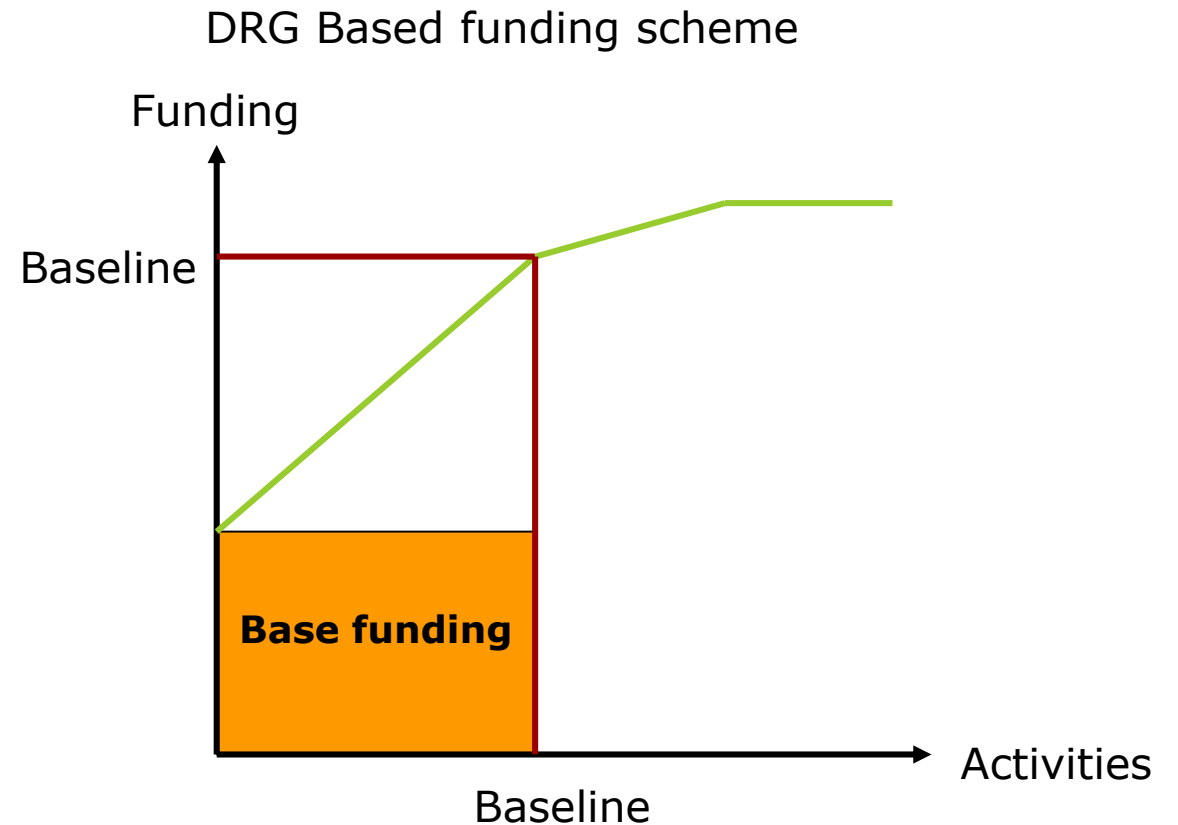 DRG Based funding scheme
Funding
Baseline
Base funding
Activities
Baseline